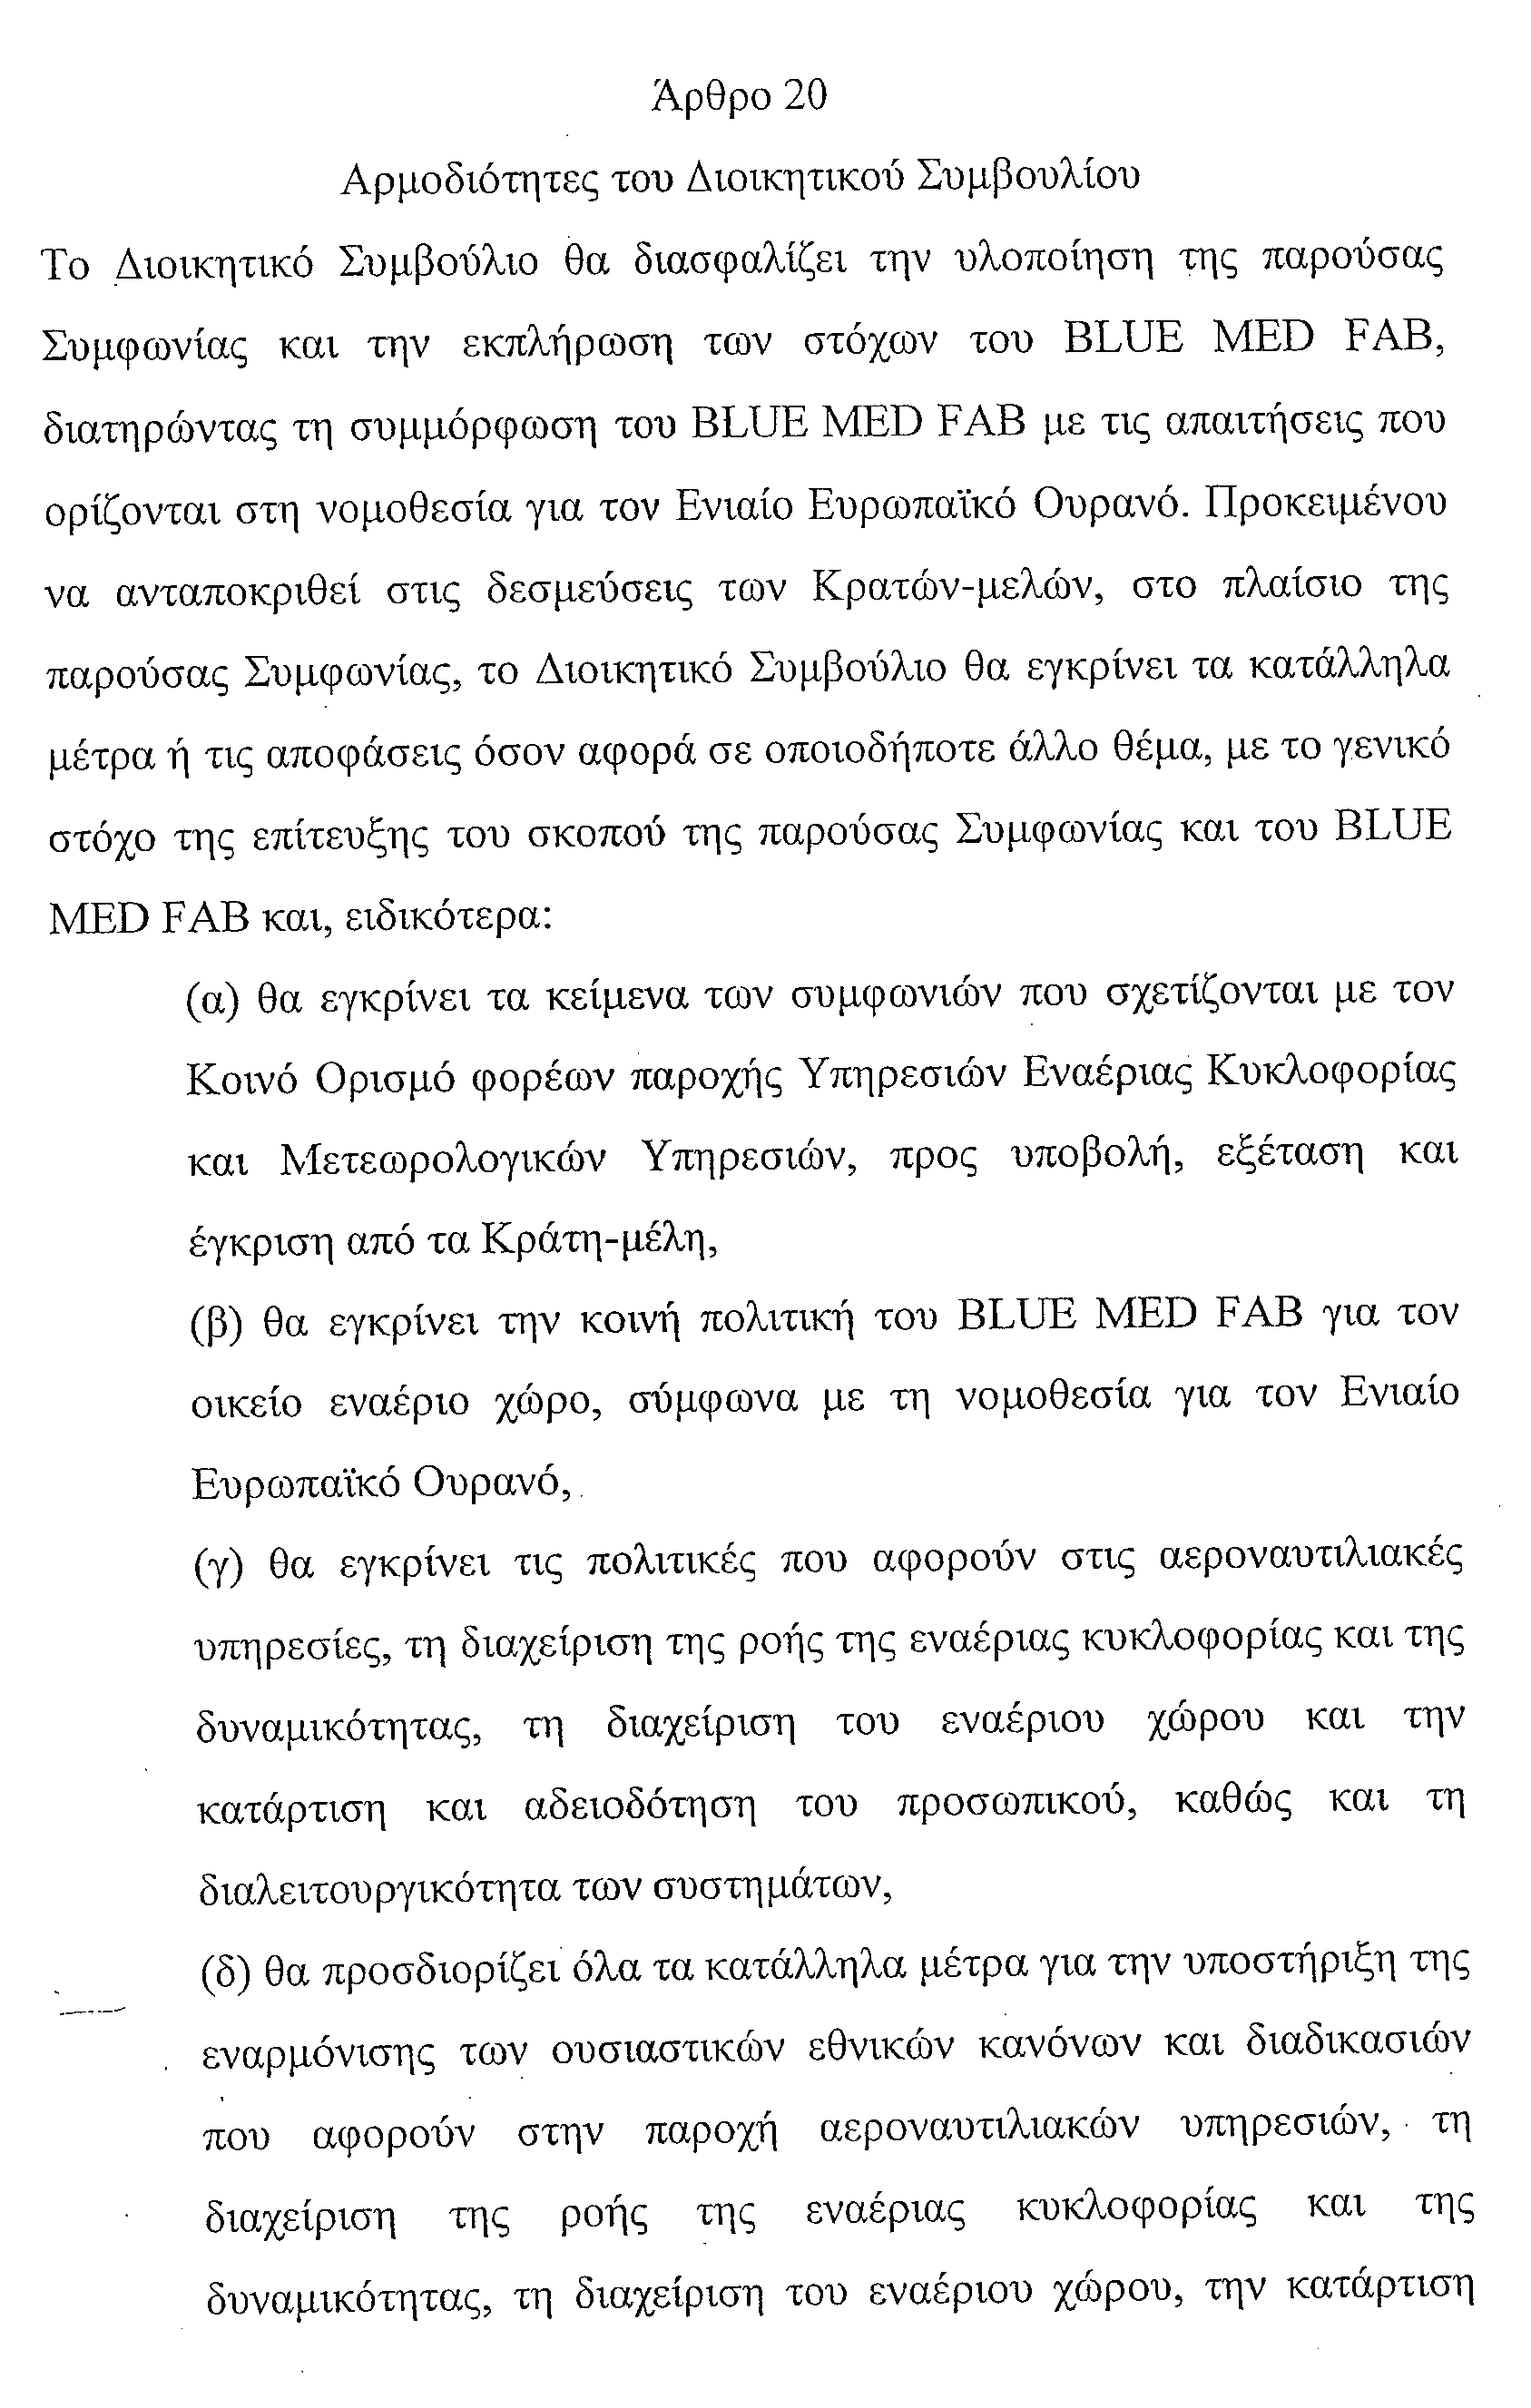 Άρθρο 20
Αρμοδιότητες του Διοικητικού Συμβουλίου
Το Διοικητικό Συμβούλιο θα διασφαλίζει την υλοποίηση της παρούσας
Συμφωνίας και την εκπλήρωση των στόχων του BLUE MED FAB,
διατηρώντας τη συμμόρφωση του BLUE MED FAB με τις απαιτήσεις που
ορίζονται στη νομοθεσία για τον Ενιαίο Ευρωπαϊκό Ουρανό. Προκειμένου
να ανταποκριθεί στις δεσμεύσεις των Κρατών-μελών, στο πλαίσιο της
παρούσας Συμφωνίας, το Διοικητικό Συμβούλιο θα εγκρίνει τα κατάλληλα
μέτρα ή τις αποφάσεις όσον αφορά σε οποιοδήποτε άλλο θέμα, με το γενικό
στόχο της επίτευξης του σκοπού της παρούσας Συμφωνίας και του BLUE
MED FAB και, ειδικότερα:
(α) θα εγκρίνει τα κείμενα των συμφωνιών που σχετίζονται με τον
Κοινό Ορισμό φορέων παροχής Υπηρεσιών Εναέριας Κυκλοφορίας
και Μετεωρολογικών Υπηρεσιών, προς υποβολή, εξέταση και
έγκριση από τα Κράτη-μέλη,
(β) θα εγκρίνει την κοινή πολιτική του BLUE MED FAB για τον
οικείο εναέριο χώρο, σύμφωνα με τη νομοθεσία για τον Ενιαίο
Ευρωπαϊκό Ουρανό,
(γ) θα εγκρίνει τις πολιτικές που αφορούν στις αεροναυτιλιακές
υπηρεσίες, τη διαχείριση της ροής της εναέριας κυκλοφορίας και της
δυναμικότητας, τη διαχείριση του εναέριου χώρου και την
κατάρτιση και αδειοδότηση του προσωπικού, καθώς και τη
διαλειτουργικότητα των συστημάτων,
(δ) θα προσδιορίζει όλα τα κατάλληλα μέτρα για την υποστήριξη της
εναρμόνισης των ουσιαστικών εθνικών κανόνων και διαδικασιών
που αφορούν στην παροχή αεροναυτιλιακών υπηρεσιών, τη
διαχείριση της ροής της εναέριας κυκλοφορίας και της
δυναμικότητας, τη διαχείριση του εναέριου χώρου, την κατάρτιση